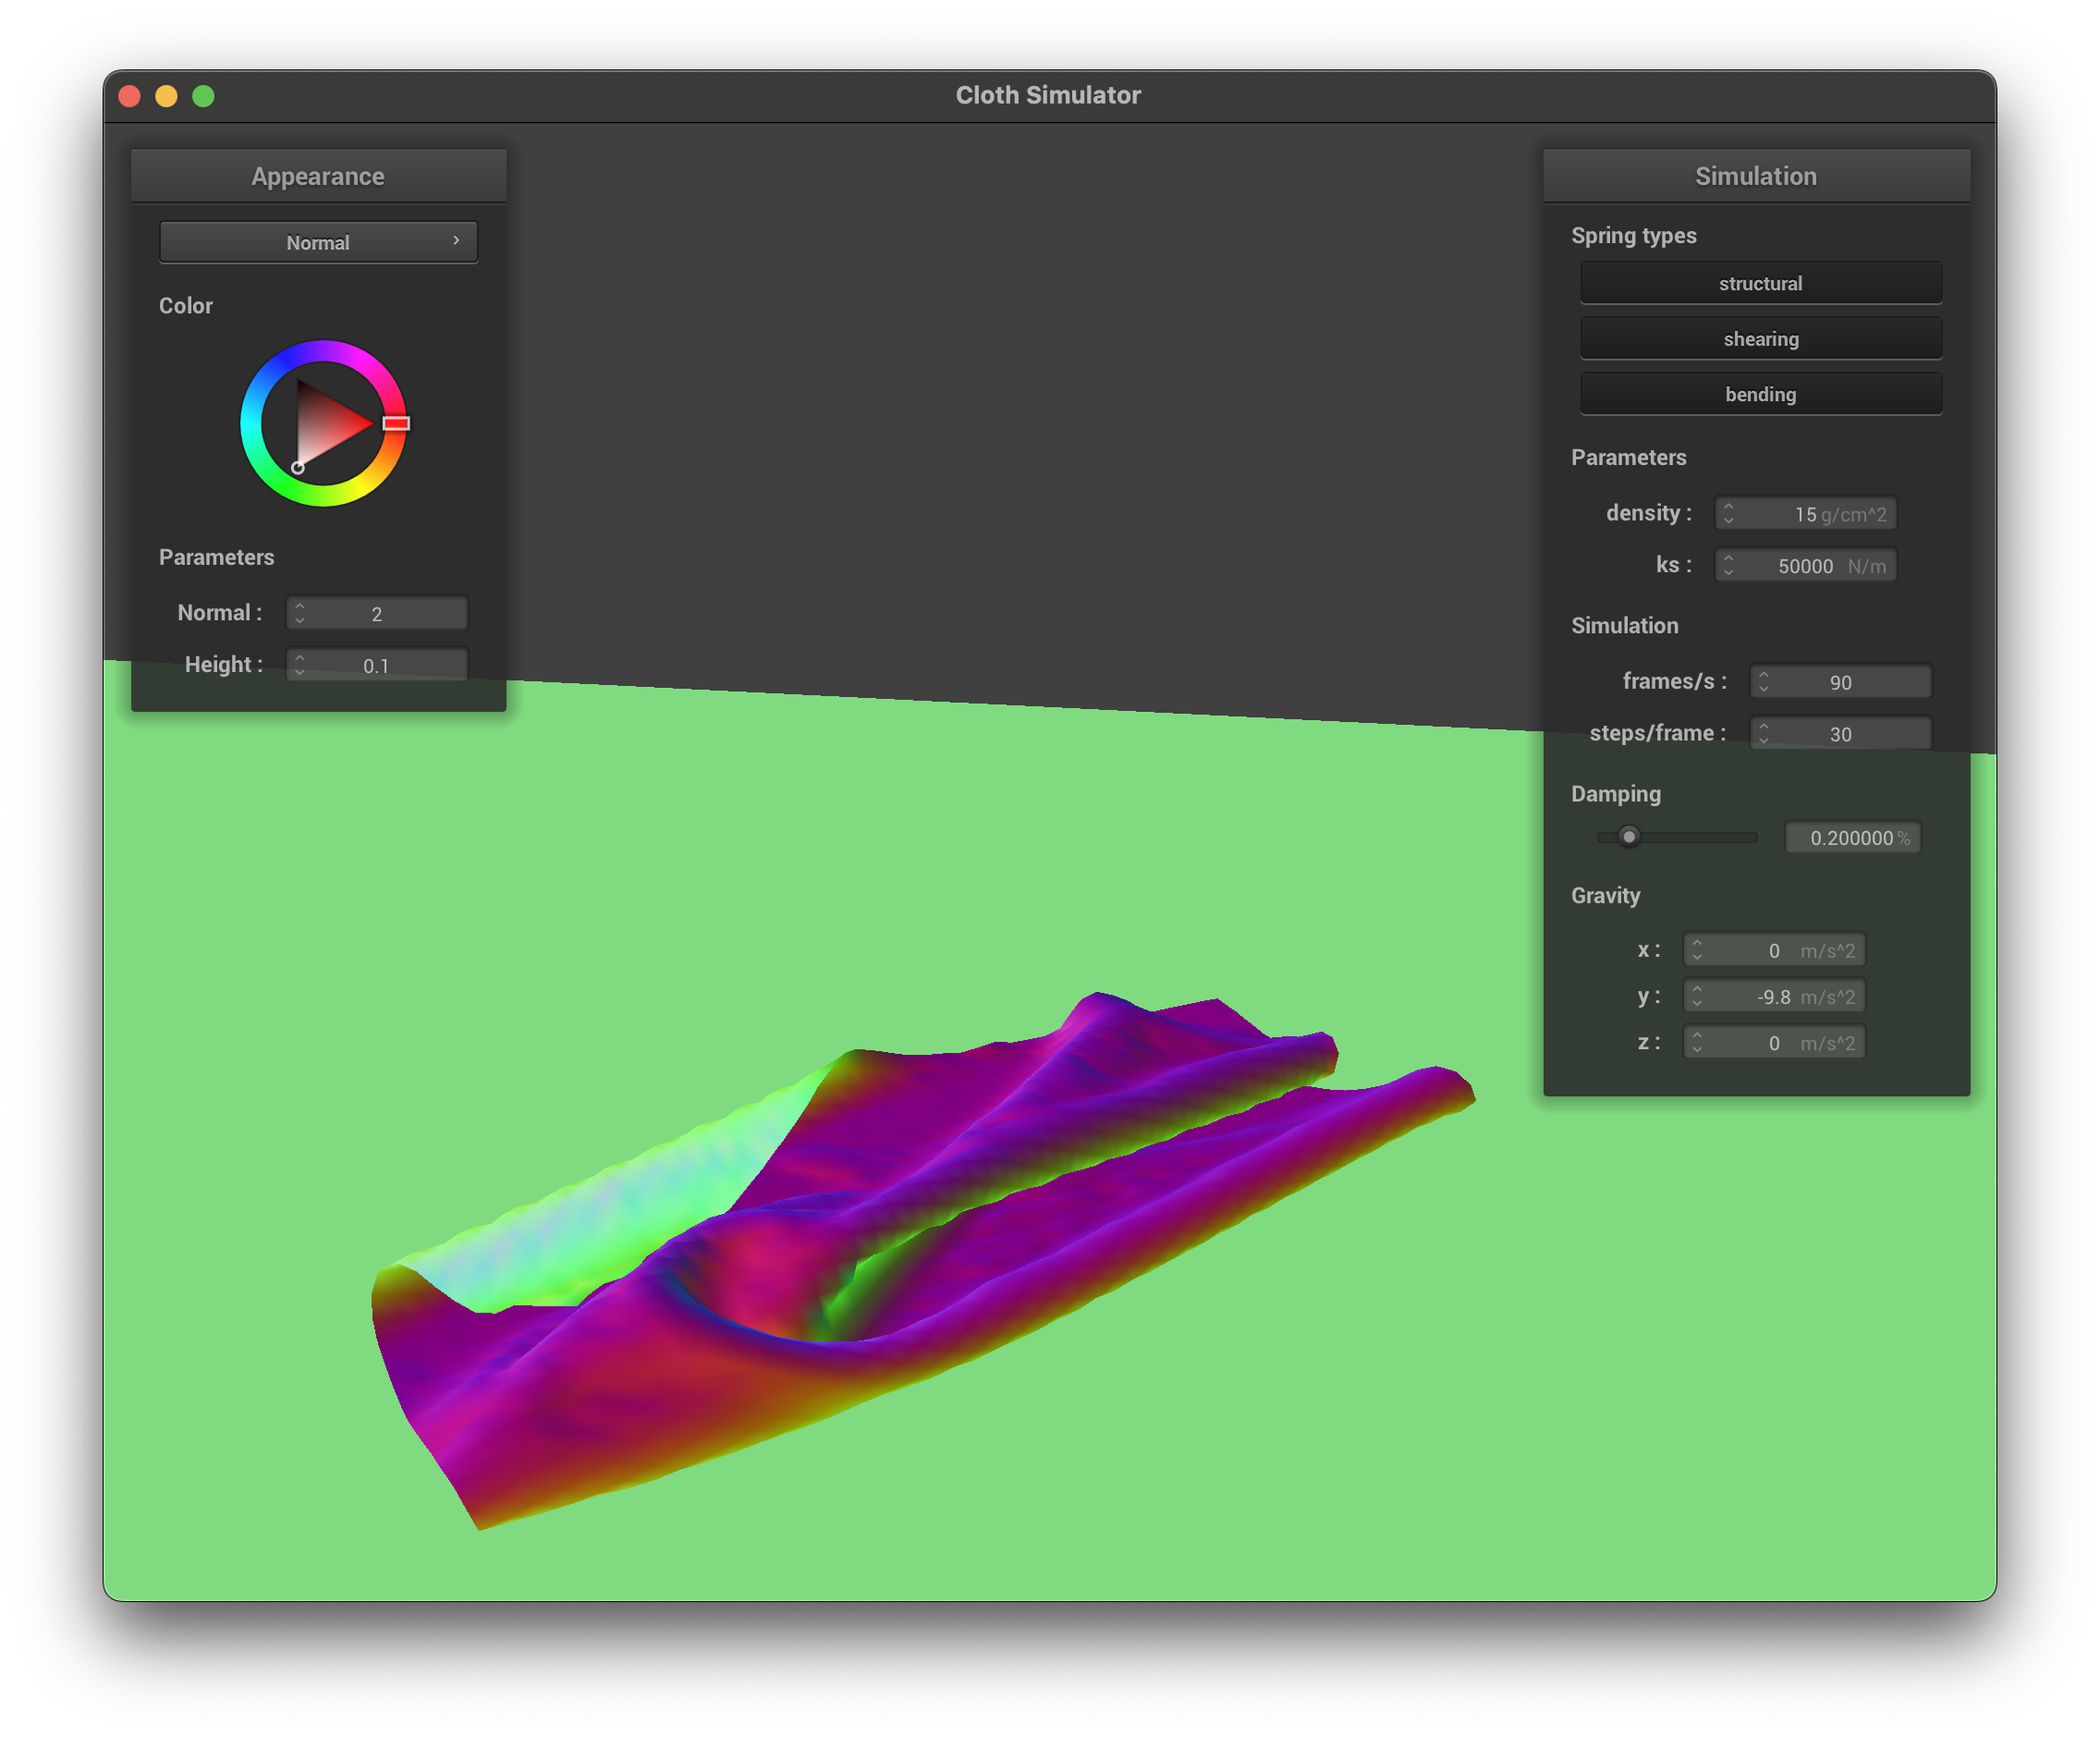 Cloth Simulator
Appearance
Normal
Color
Parameters
Normal : 2
Height : 0.1
Simulation
Spring types
structural
shearing
bending
Parameters
density : 15 g/cm^2
ks : 50000 N/m
Simulation
frames/s : 90
steps/frame : 30
Damping
0.200000 %
Gravity
x : 0 m/s^2
y : -9.8 m/s^2
z : 0 m/s^2